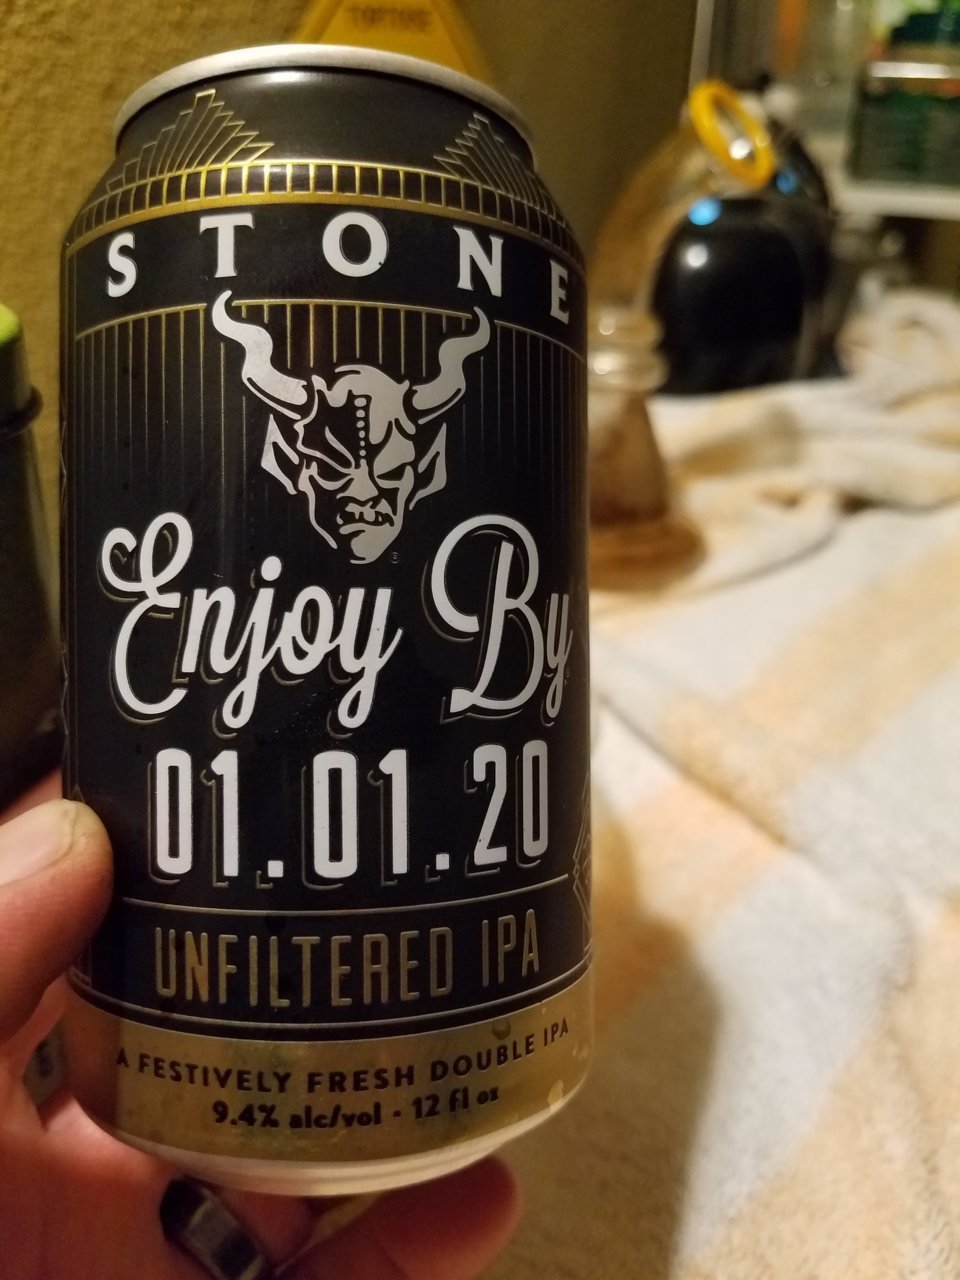 STONE
Enjoy By
01.01.20
UNFILTERED IPA
A FESTIVELY FRESH DOUBLE IPA
9.4% alc/vol - 12 fl oz